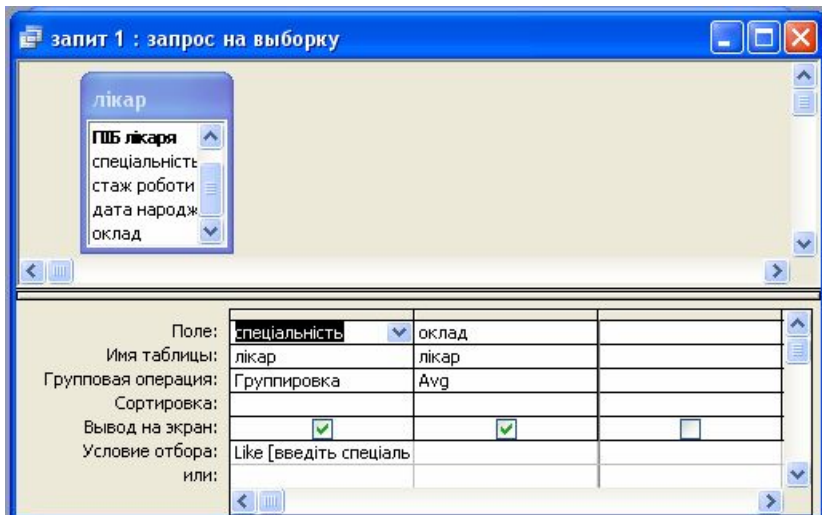 запит 1 : запрос на выборку
лікар
ПІБ лікаря
спеціальність
стаж роботи
дата народж
оклад
Поле: спеціальність оклад
Имя таблицы: лікар лікар
Групповая операция: Группировка Avg
Сортировка:
Вывод на экран:
Условие отбора: Like [введіть спеціаль
или: